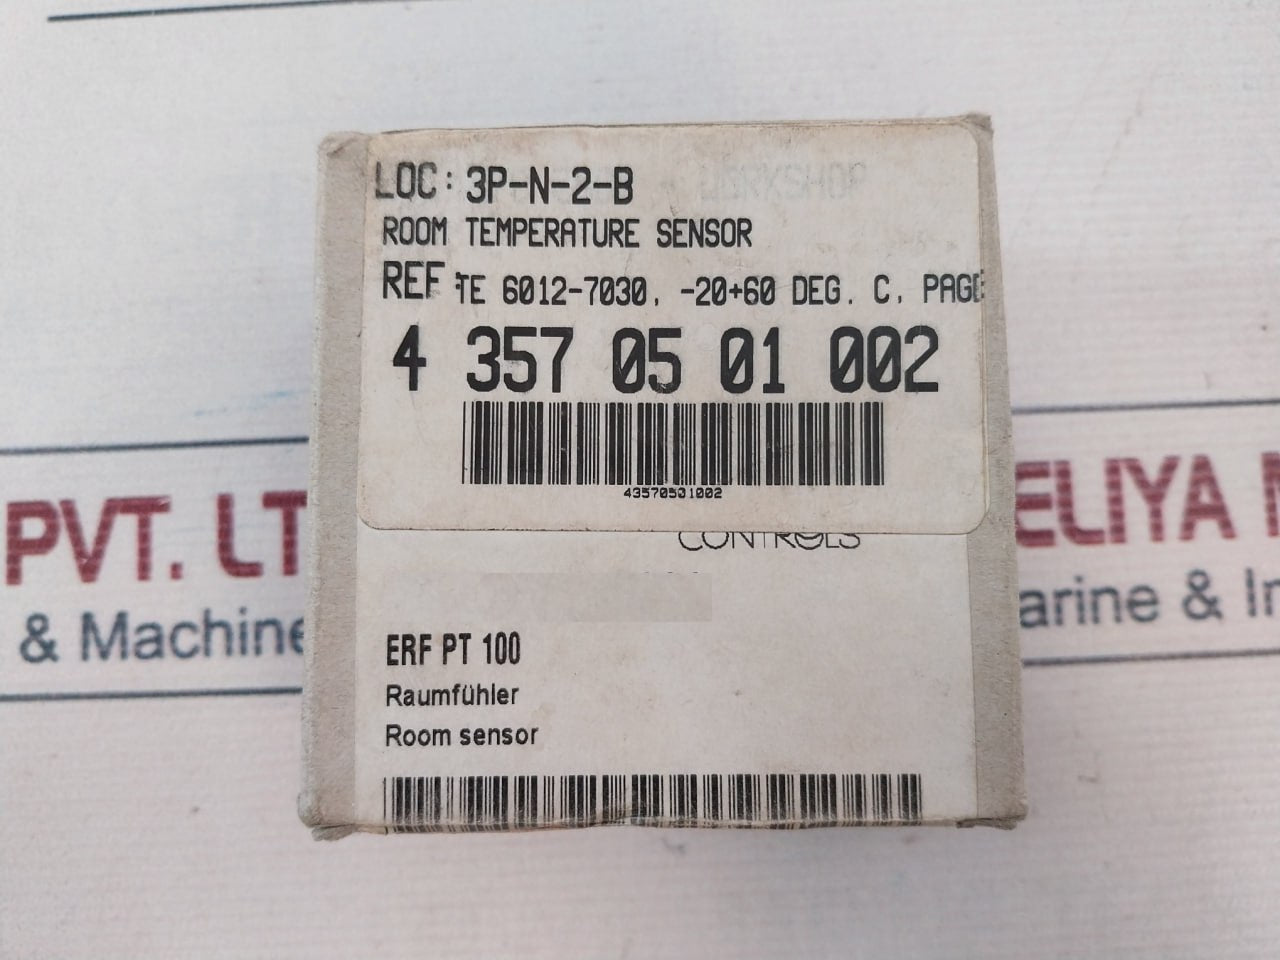 LOC: 3P-N-2-B WORKSHOP
ROOM TEMPERATURE SENSOR
REF :TE 6012-7030, -20+60 DEG. C, PAGE
4 357 05 01 002
43570501002
CONTROLS
ERF PT 100
Raumfühler
Room sensor
PVT. LT
& Machine
ELIYA
arine & In